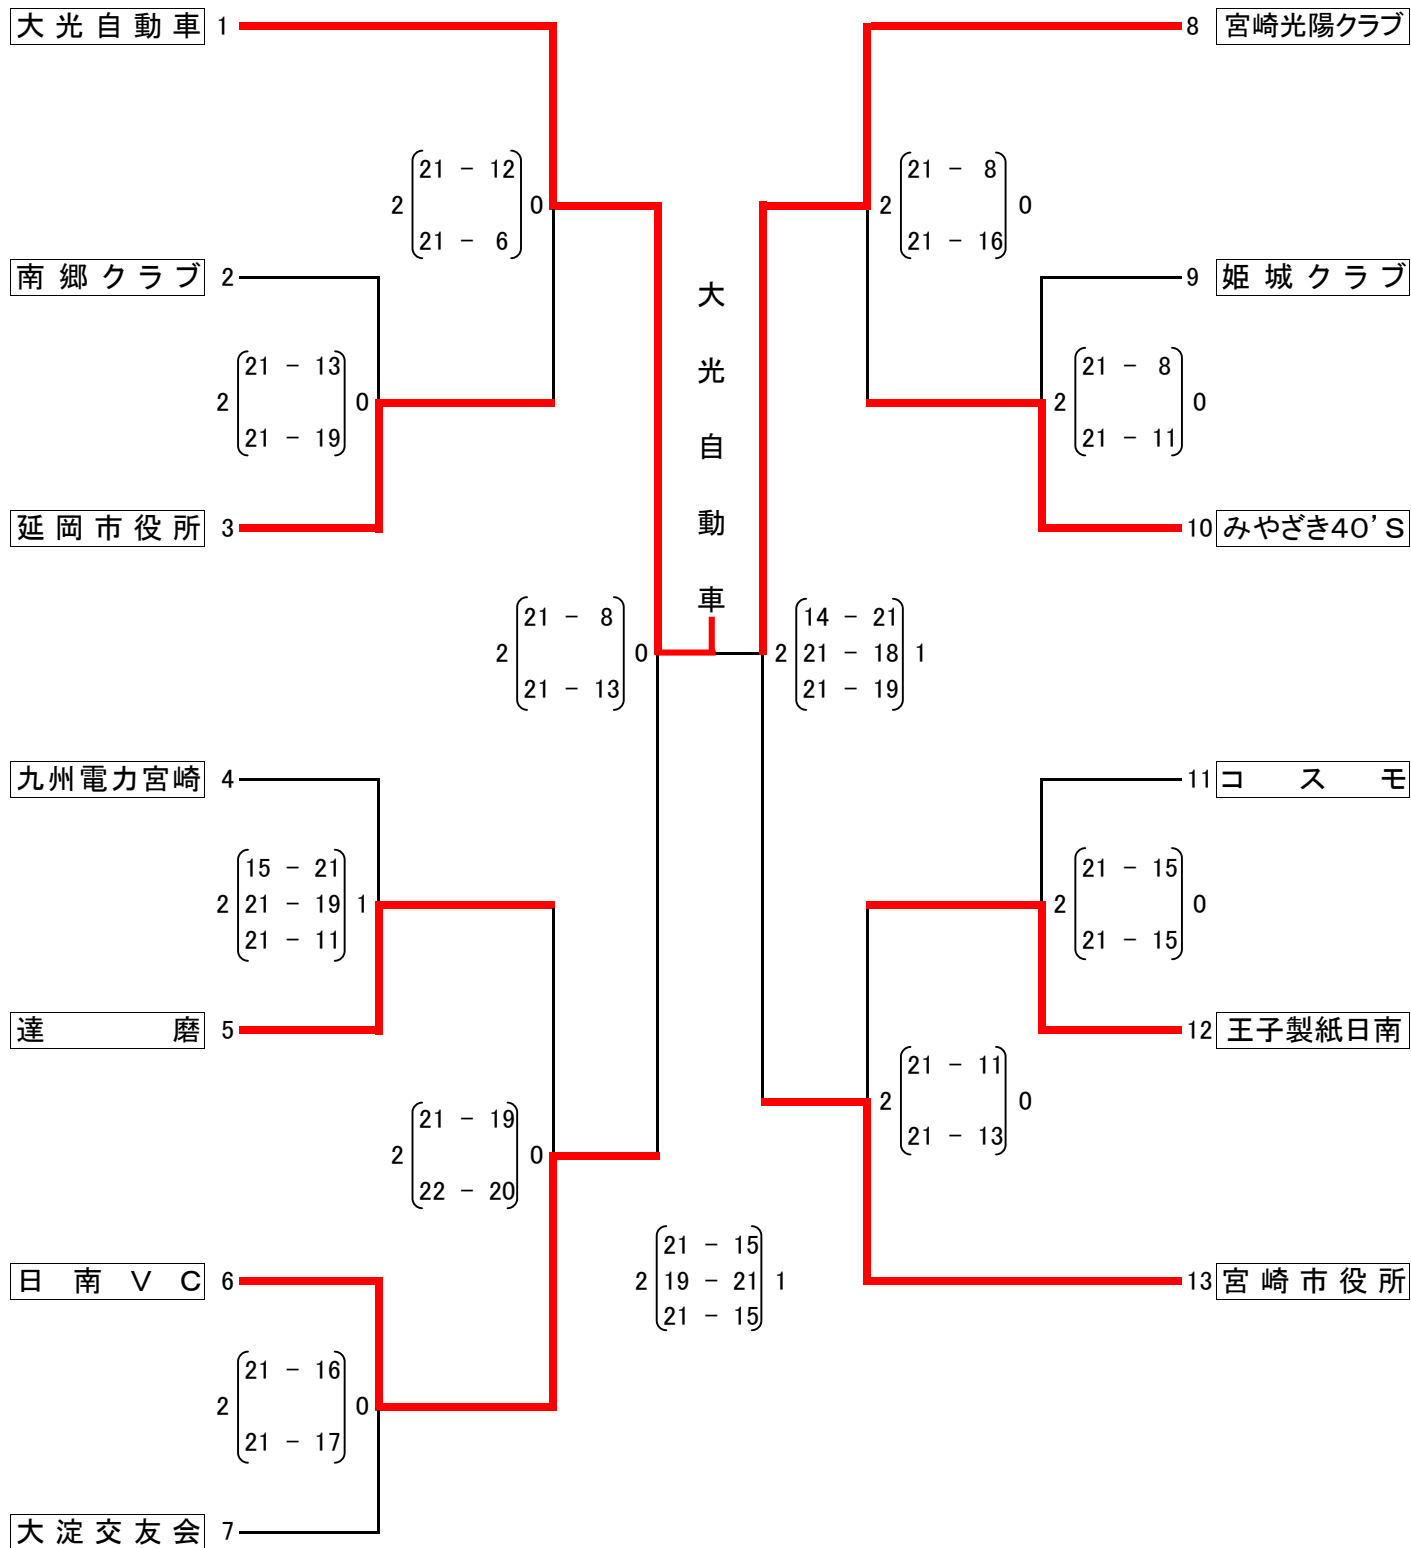 大光自動車 1
8 宮崎光陽クラブ
21 - 12
2 0
21 - 6
21 - 8
2 0
21 - 16
南郷クラブ 2
9 姫城クラブ
大光自動車
21 - 13
2 0
21 - 19
21 - 8
2 0
21 - 11
延岡市役所 3
10 みやざき40'S
21 - 8
2 0
21 - 13
14 - 21
2 21 - 18 1
21 - 19
九州電力宮崎 4
11 コスモ
15 - 21
2 21 - 19 1
21 - 11
21 - 15
2 0
21 - 15
達磨 5
12 王子製紙日南
21 - 19
2 0
22 - 20
21 - 11
2 0
21 - 13
日南VC 6
13 宮崎市役所
21 - 15
2 19 - 21 1
21 - 15
21 - 16
2 0
21 - 17
大淀交友会 7